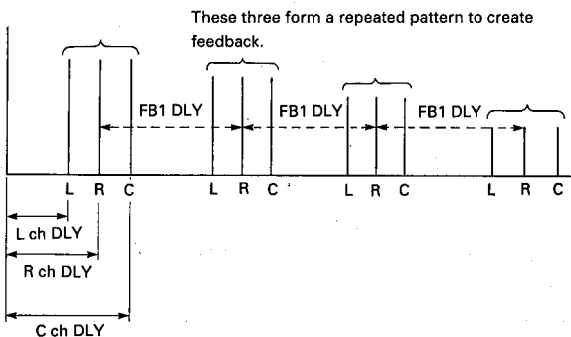 These three form a repeated pattern to create
feedback.
FB1 DLY FB1 DLY FB1 DLY
L R C L R C L R C L R C
L ch DLY
R ch DLY
C ch DLY